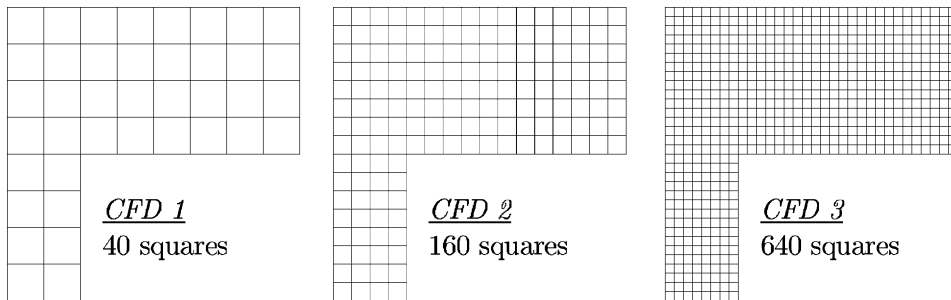 CFD 1
40 squares
CFD 2
160 squares
CFD 3
640 squares